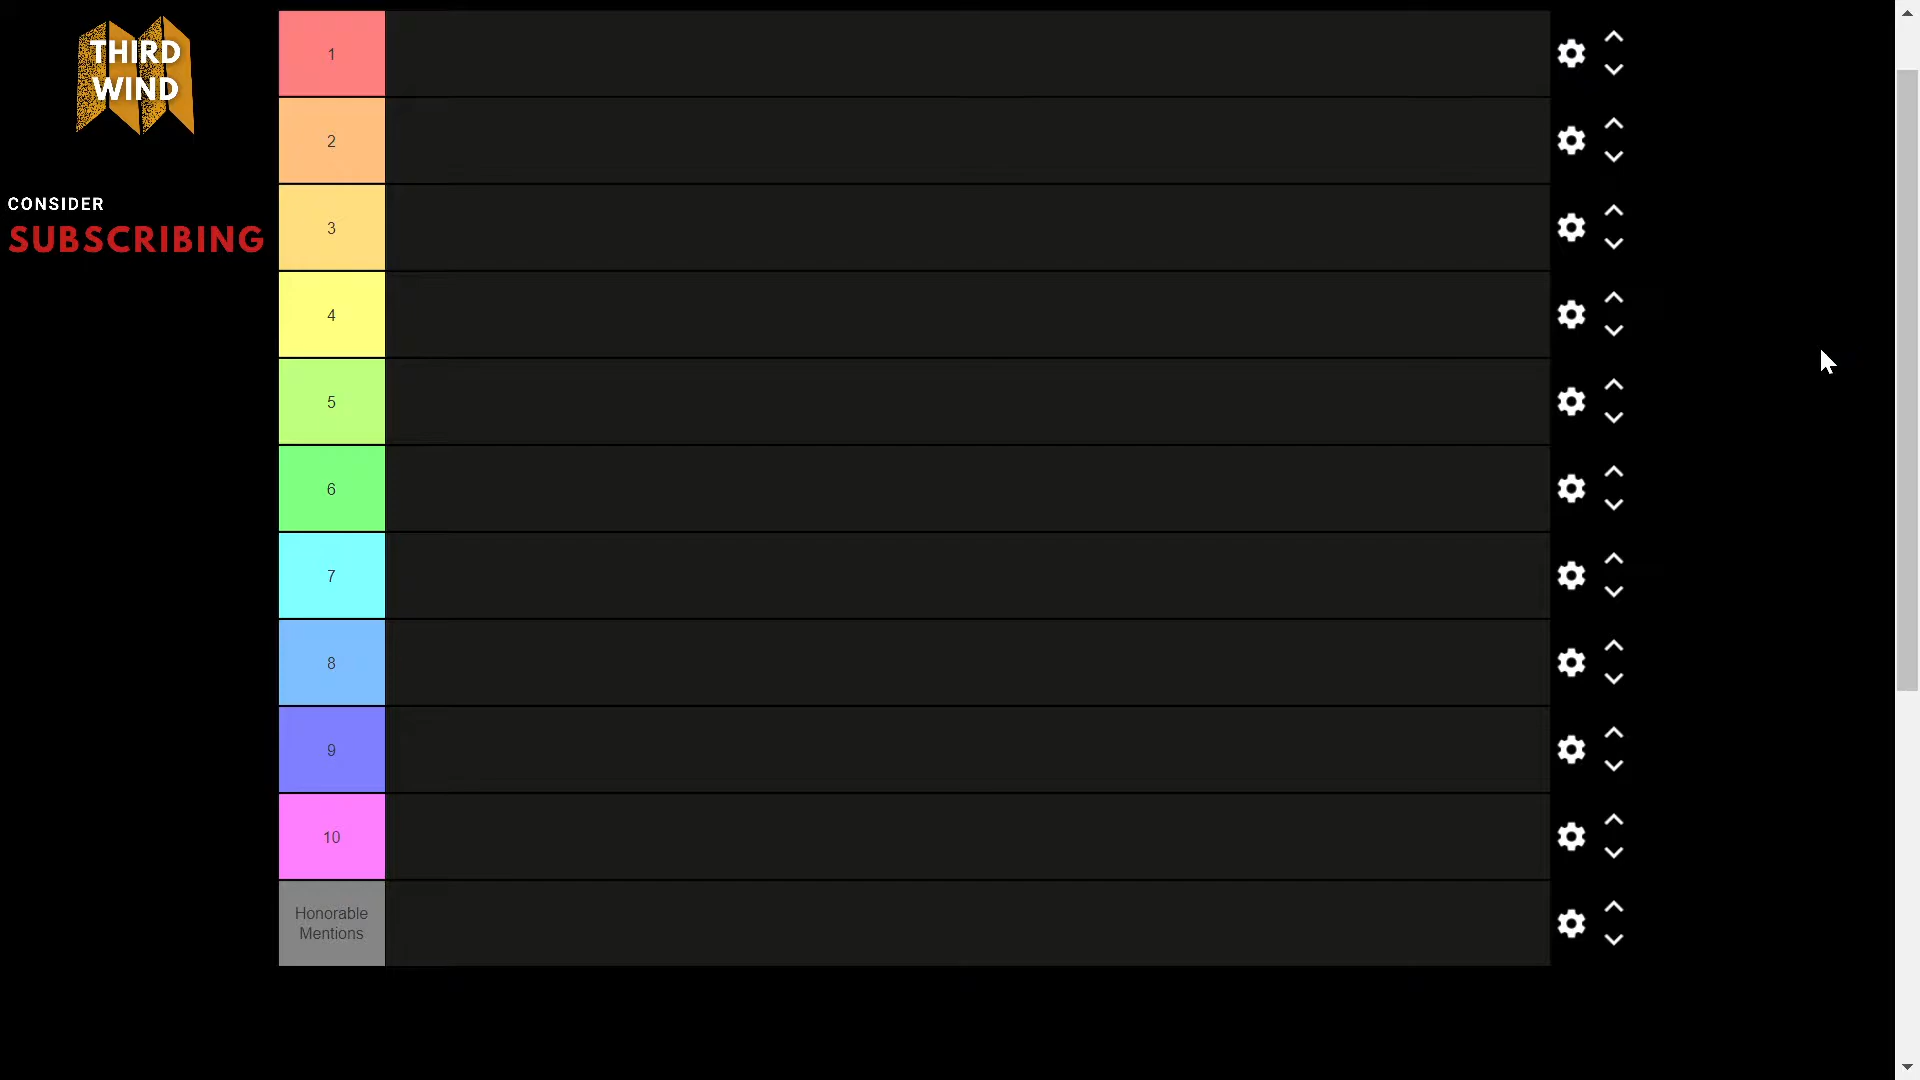 THIRD
WIND
CONSIDER
SUBSCRIBING
1
2
3
4
5
6
7
8
9
10
Honorable
Mentions